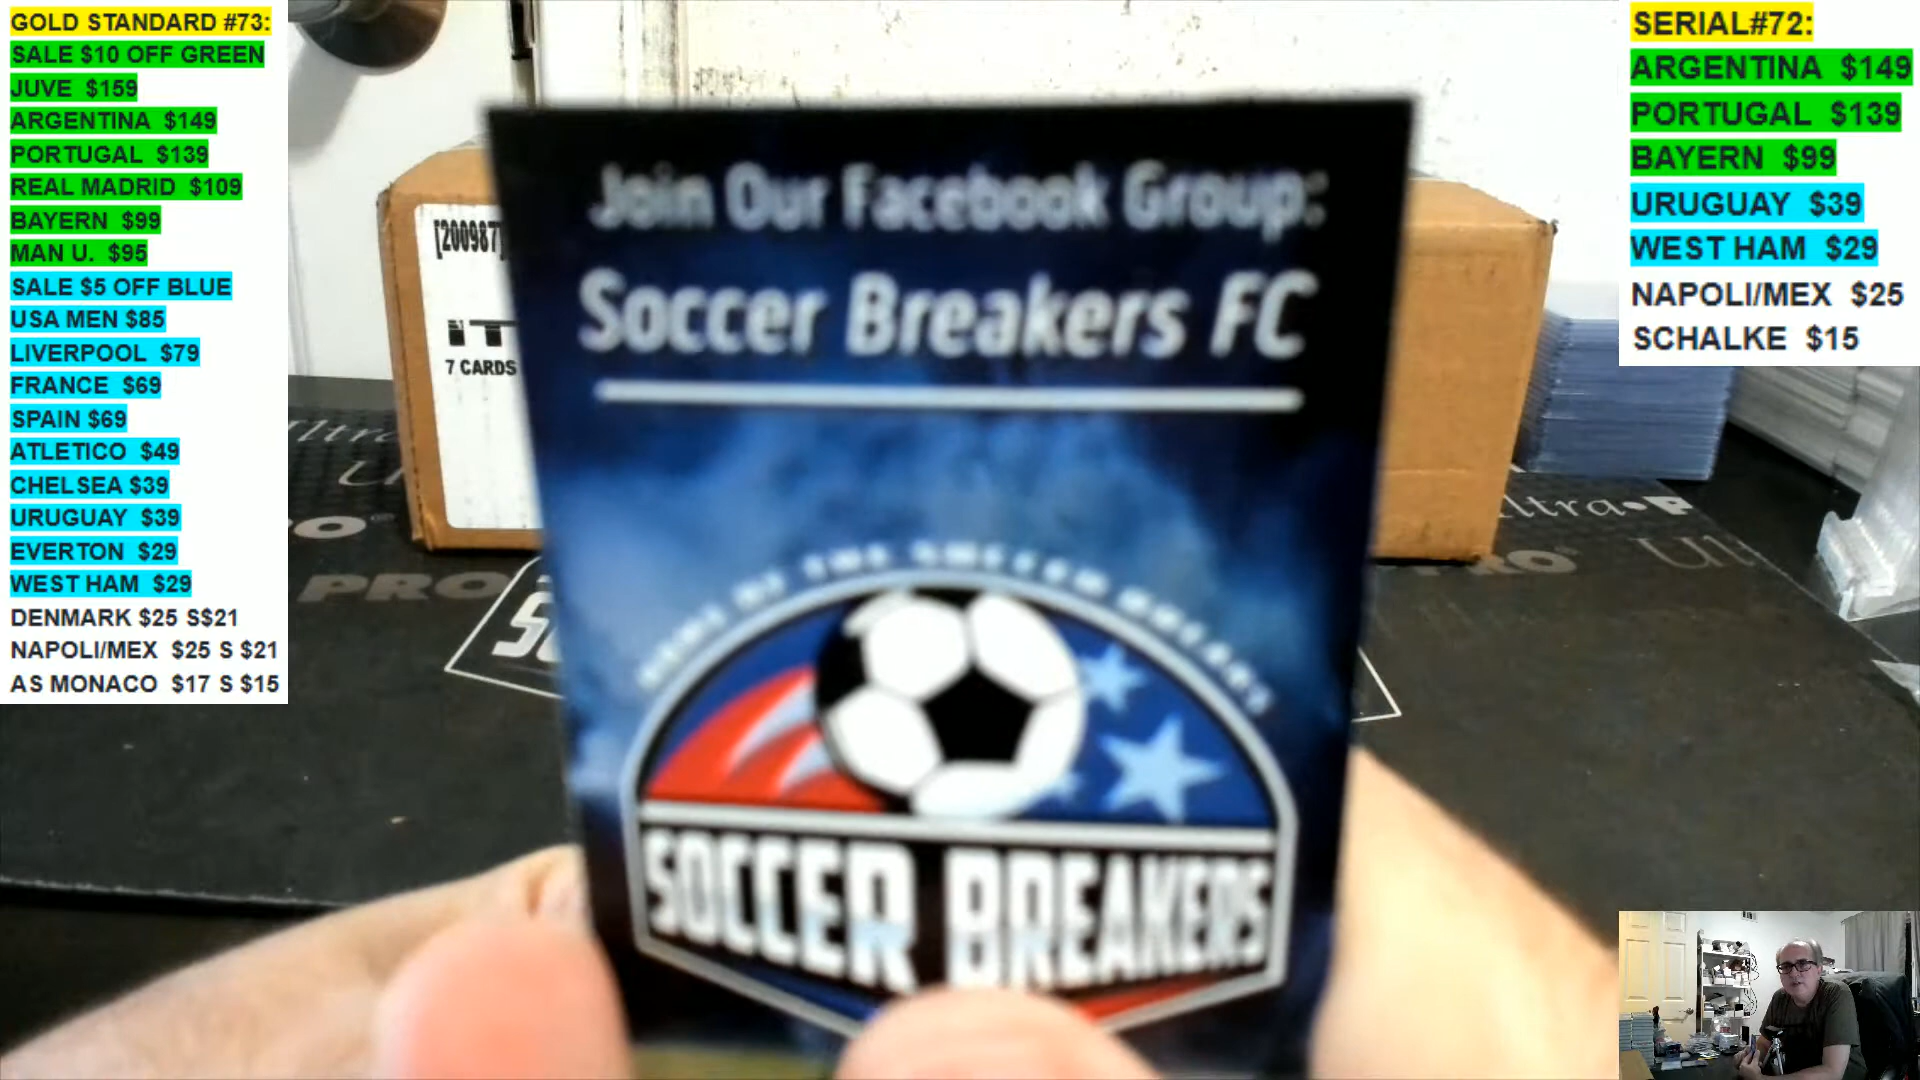 GOLD STANDARD #73:
SALE $10 OFF GREEN
JUVE $159
ARGENTINA $149
PORTUGAL $139
REAL MADRID $109
BAYERN $99
MAN U. $95
SALE $5 OFF BLUE
USA MEN $85
LIVERPOOL $79
FRANCE $69
SPAIN $69
ATLETICO $49
CHELSEA $39
URUGUAY $39
EVERTON $29
WEST HAM $29
DENMARK $25 S$21
NAPOLI/MEX $25 S $21
AS MONACO $17 S $15
[200987]
7 CARDS
Join Our Facebook Group:
Soccer Breakers FC
SOCCER BREAKERS
SERIAL#72:
ARGENTINA $149
PORTUGAL $139
BAYERN $99
URUGUAY $39
WEST HAM $29
NAPOLI/MEX $25
SCHALKE $15
PRO
PRO